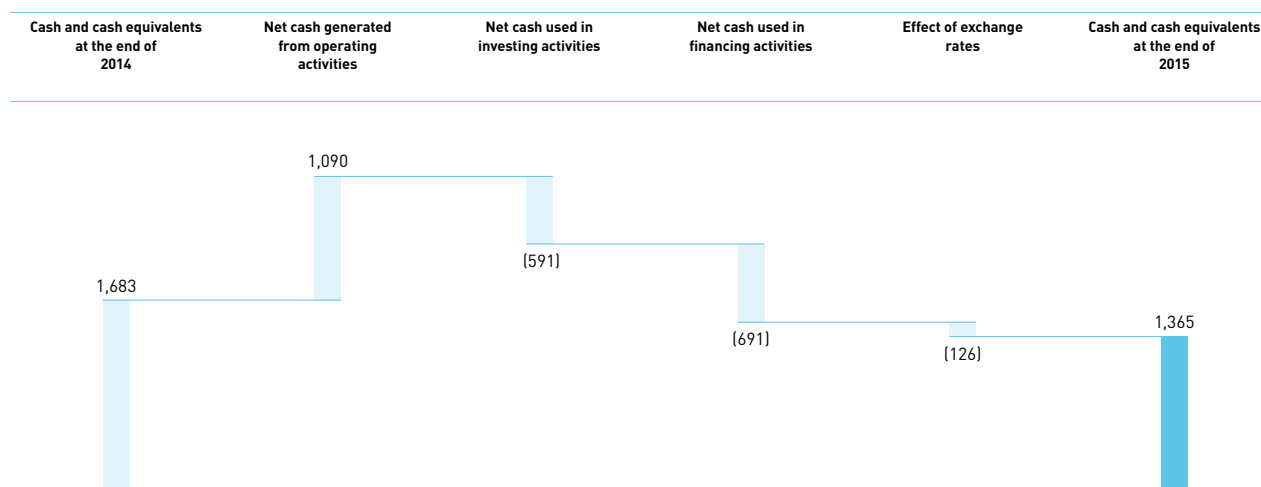 Cash and cash equivalents
at the end of
2014
Net cash generated
from operating
activities
Net cash used in
investing activities
Net cash used in
financing activities
Effect of exchange
rates
Cash and cash equivalents
at the end of
2015
1,683
1,090
(591)
(691)
(126)
1,365